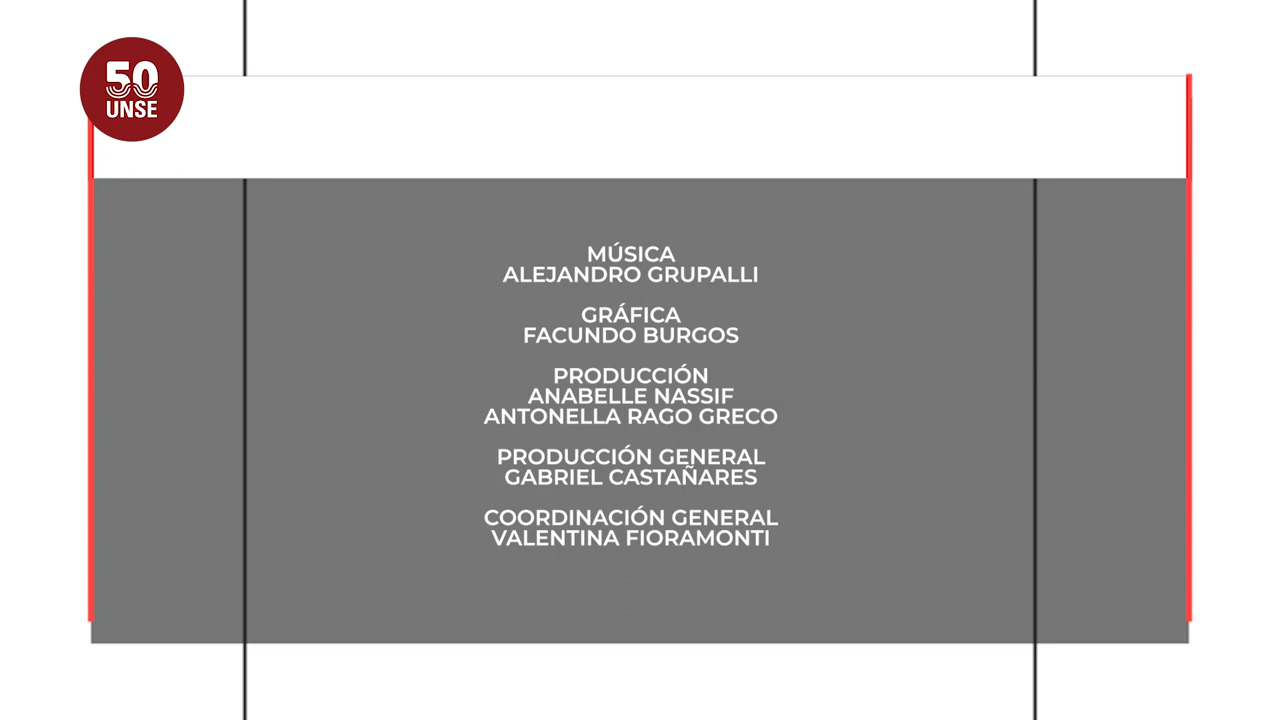 50
UNSE
MÚSICA
ALEJANDRO GRUPALLI
GRÁFICA
FACUNDO BURGOS
PRODUCCIÓN
ANABELLE NASSIF
ANTONELLA RAGO GRECO
PRODUCCIÓN GENERAL
GABRIEL CASTAÑARES
COORDINACIÓN GENERAL
VALENTINA FIORAMONTI